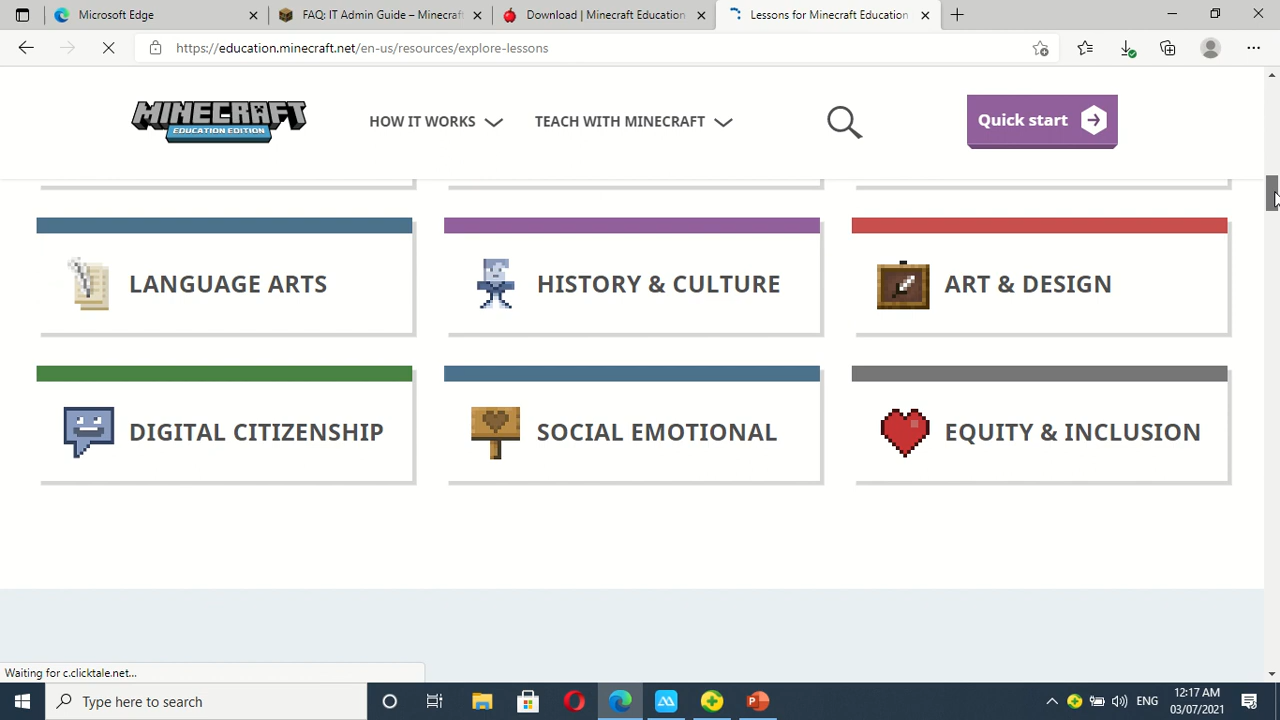 Microsoft Edge
FAQ: IT Admin Guide – Minecraf
Download | Minecraft Education
Lessons for Minecraft Education
https://education.minecraft.net/en-us/resources/explore-lessons
MINECRAFT
EDUCATION EDITION
HOW IT WORKS
TEACH WITH MINECRAFT
Quick start
LANGUAGE ARTS
HISTORY & CULTURE
ART & DESIGN
DIGITAL CITIZENSHIP
SOCIAL EMOTIONAL
EQUITY & INCLUSION
Waiting for c.clicktale.net...
Type here to search
ENG
12:17 AM
03/07/2021